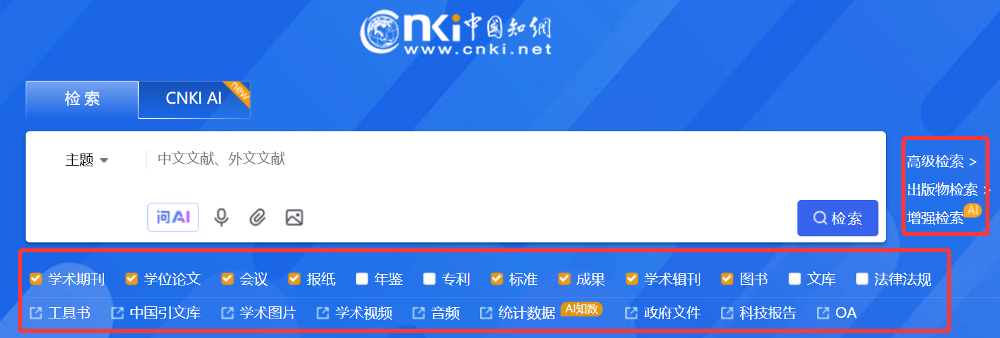 Cnki中国知網
www.cnki.net
检索 CNKI AI new
主题 中文文献、外文文献
高级检索 >
出版物检索 >
增强检索 AI
问AI 检索
学术期刊 学位论文 会议 报纸 年鉴 专利 标准 成果 学术辑刊 图书 文库 法律法规
工具书 中国引文库 学术图片 学术视频 音频 统计数据 AI知数 政府文件 科技报告 OA